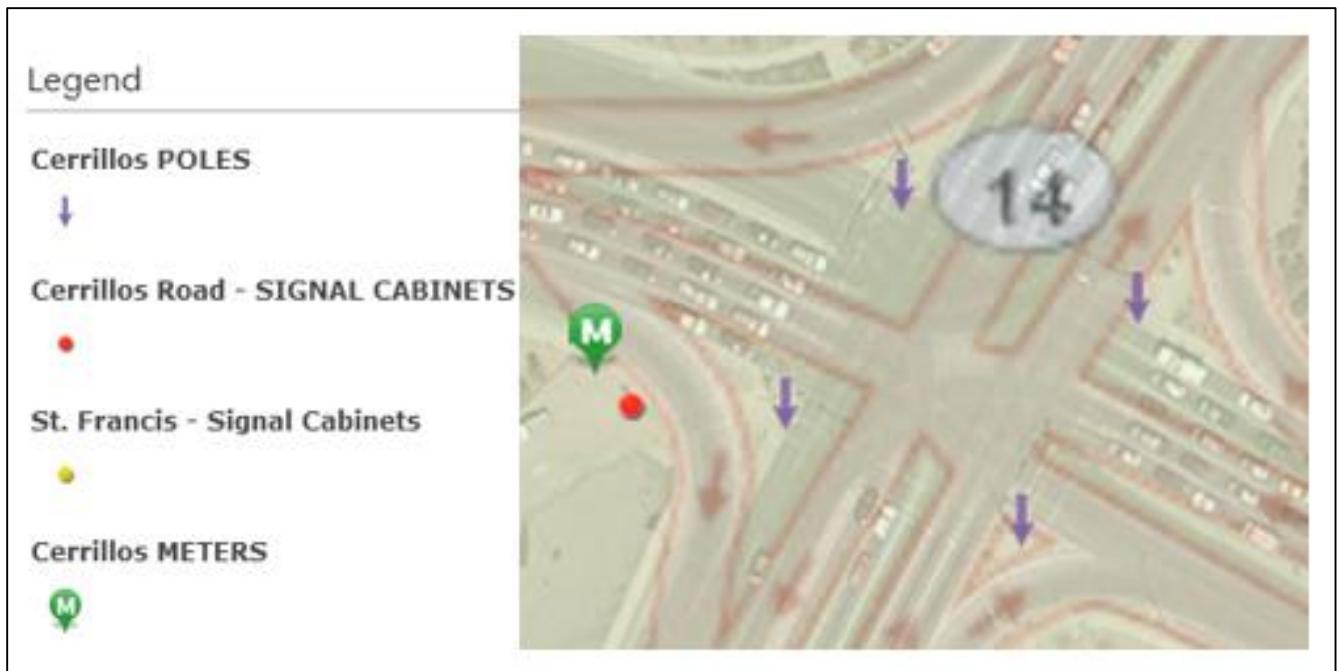 Legend
Cerrillos POLES
Cerrillos Road - SIGNAL CABINETS
St. Francis - Signal Cabinets
Cerrillos METERS
M
14
M